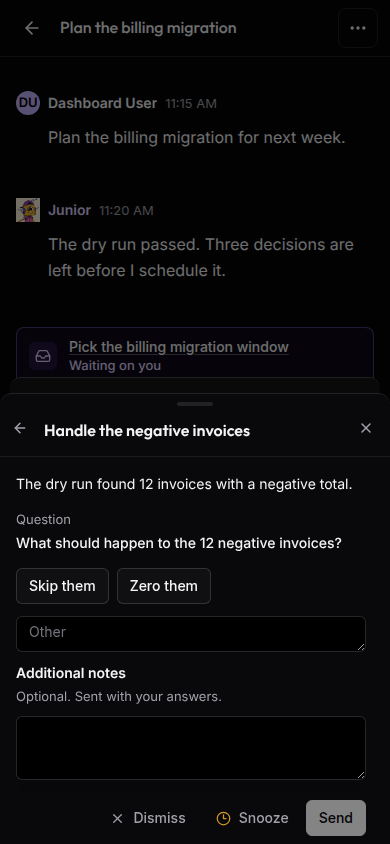 Plan the billing migration
DU Dashboard User 11:15 AM
Plan the billing migration for next week.
Junior 11:20 AM
The dry run passed. Three decisions are
left before I schedule it.
Pick the billing migration window
Waiting on you
Handle the negative invoices
The dry run found 12 invoices with a negative total.
Question
What should happen to the 12 negative invoices?
Skip them Zero them
Other
Additional notes
Optional. Sent with your answers.
Dismiss Snooze Send